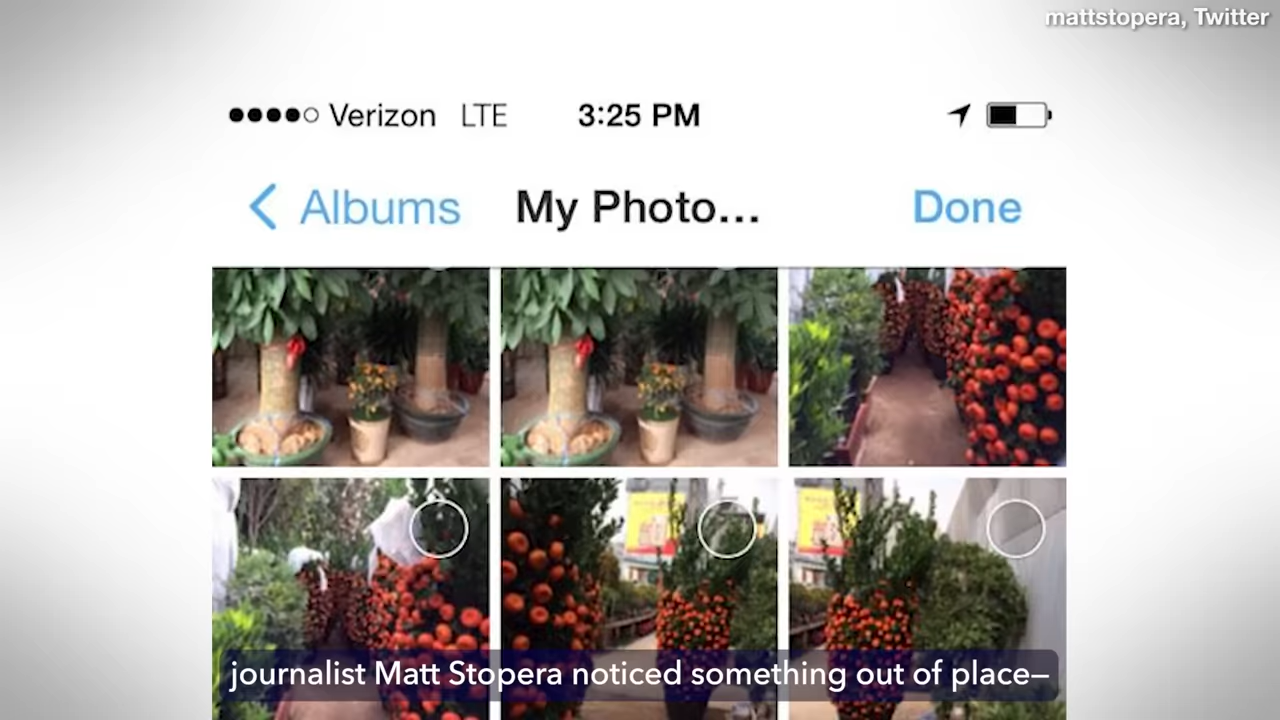 mattstopera, Twitter
●●●●○ Verizon LTE 3:25 PM
Albums My Photo... Done
journalist Matt Stopera noticed something out of place—